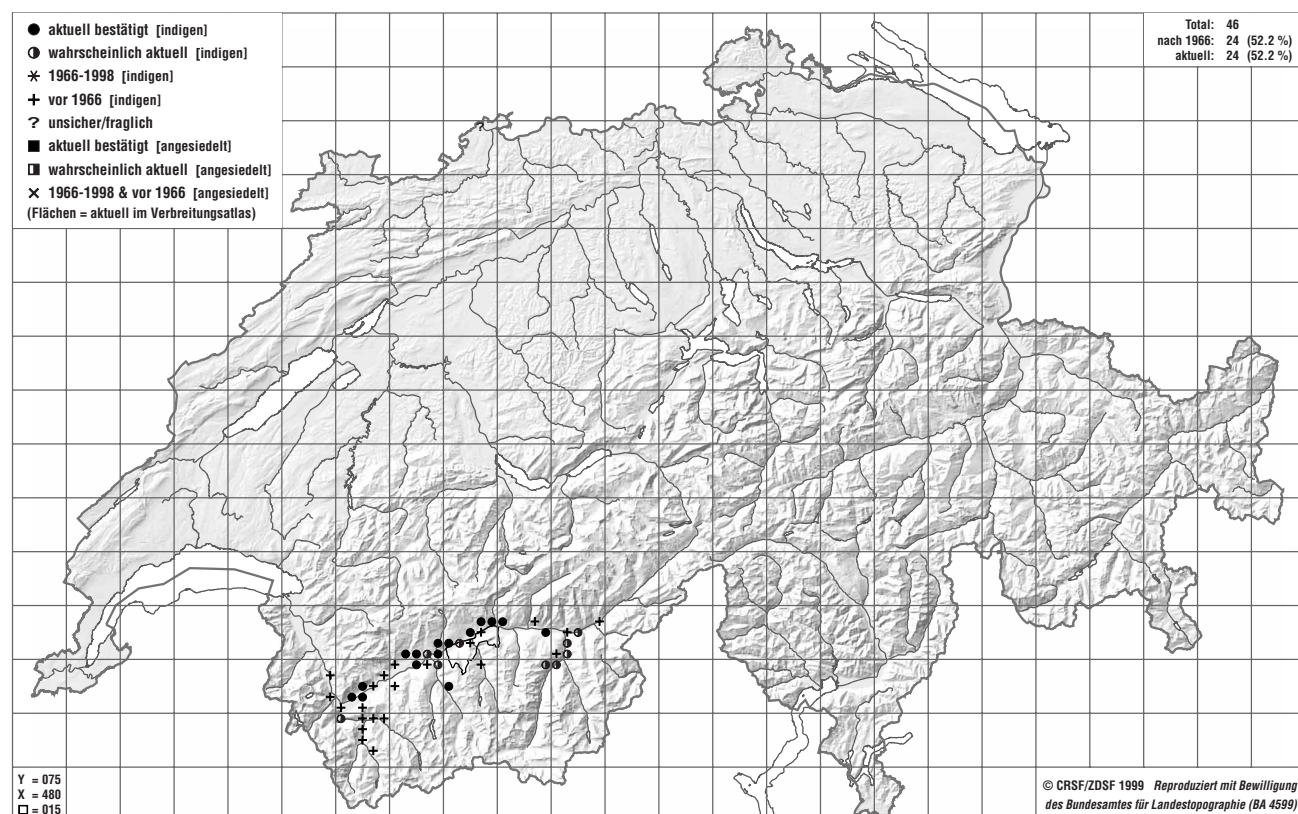 ● aktuell bestätigt [indigen]
◑ wahrscheinlich aktuell [indigen]
✳ 1966-1998 [indigen]
+ vor 1966 [indigen]
? unsicher/fraglich
■ aktuell bestätigt [angesiedelt]
◨ wahrscheinlich aktuell [angesiedelt]
× 1966-1998 & vor 1966 [angesiedelt]
(Flächen = aktuell im Verbreitungsatlas)
Total: 46
nach 1966: 24 (52.2 %)
aktuell: 24 (52.2 %)
Y = 075
X = 480
□ = 015
© CRSF/ZDSF 1999 Reproduziert mit Bewilligung
des Bundesamtes für Landestopographie (BA 4599)